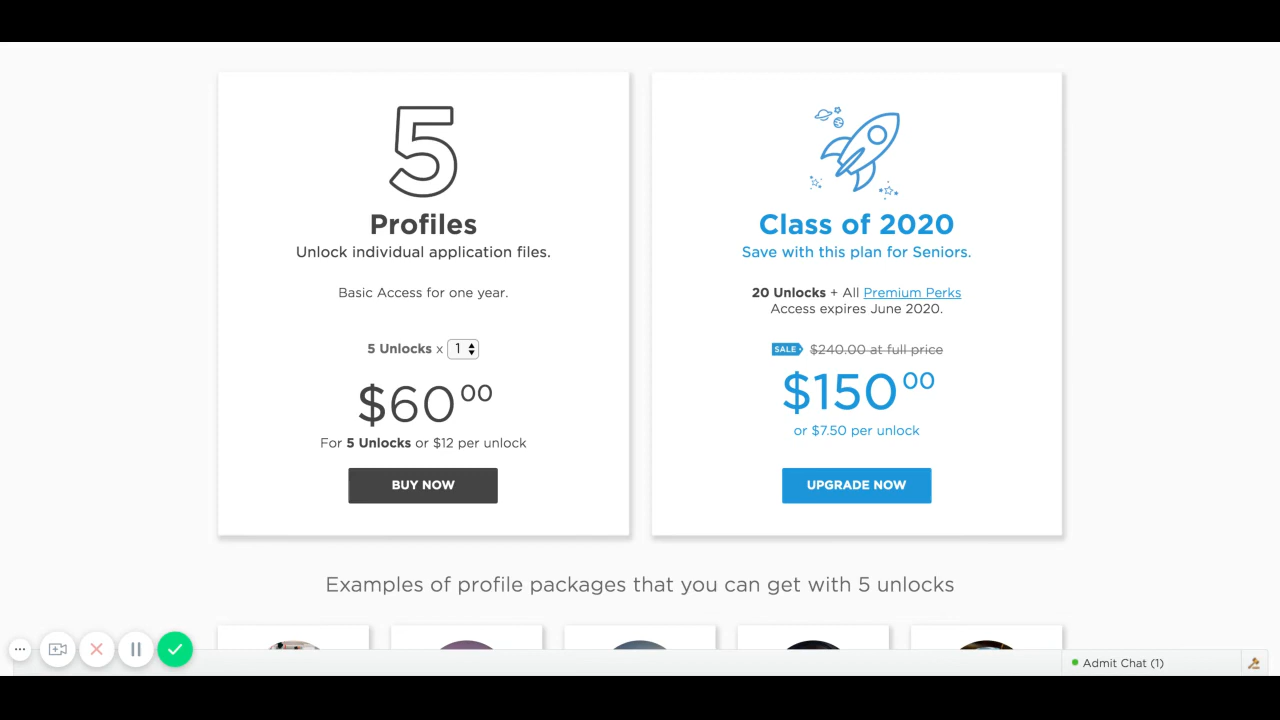 5
Profiles
Unlock individual application files.
Basic Access for one year.
5 Unlocks x 1
$60 00
For 5 Unlocks or $12 per unlock
BUY NOW
Class of 2020
Save with this plan for Seniors.
20 Unlocks + All Premium Perks
Access expires June 2020.
SALE $240.00 at full price
$150 00
or $7.50 per unlock
UPGRADE NOW
Examples of profile packages that you can get with 5 unlocks
Admit Chat (1)